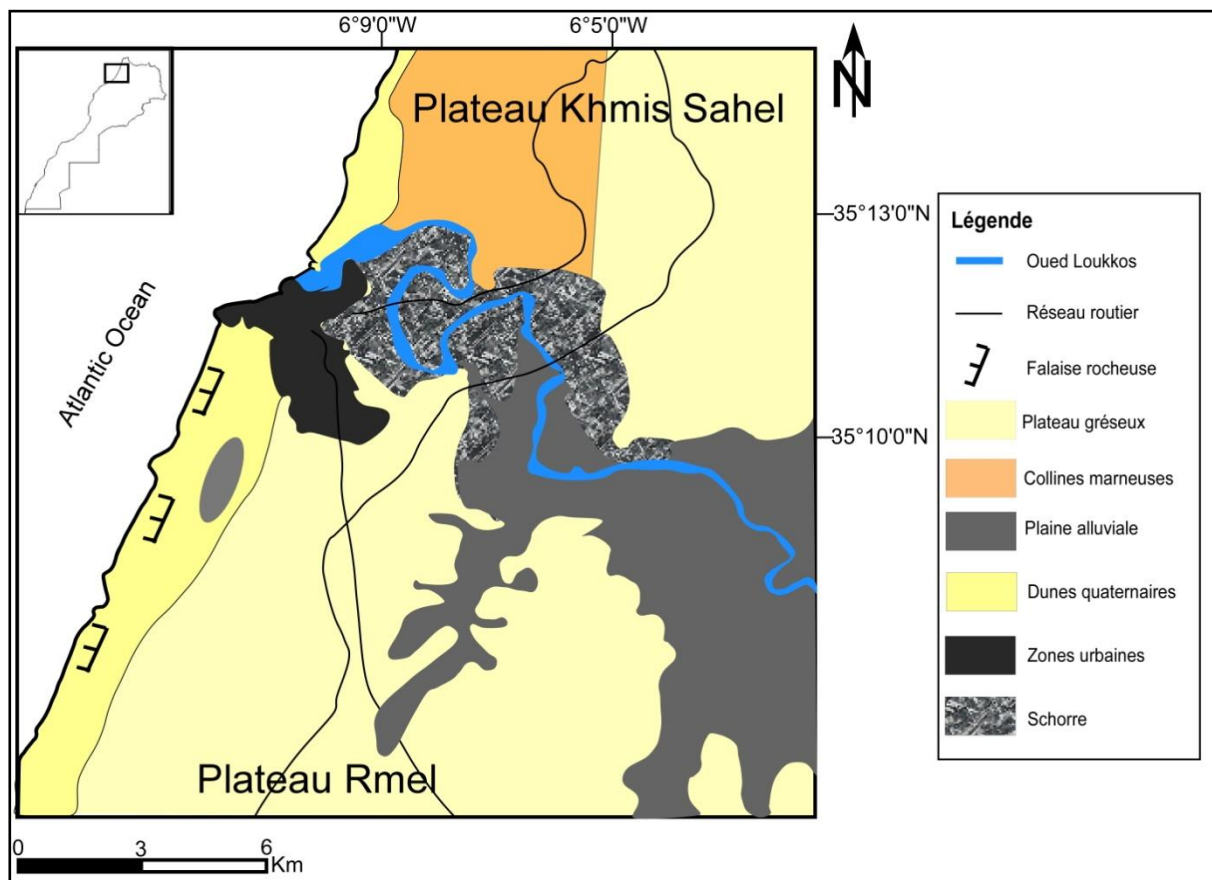 6°9'0"W
6°5'0"W
N
Plateau Khmis Sahel
35°13'0"N
Atlantic Ocean
35°10'0"N
Plateau Rmel
Légende
Oued Loukkos
Réseau routier
Falaise rocheuse
Plateau gréseux
Collines marneuses
Plaine alluviale
Dunes quaternaires
Zones urbaines
Schorre
0 3 6
Km